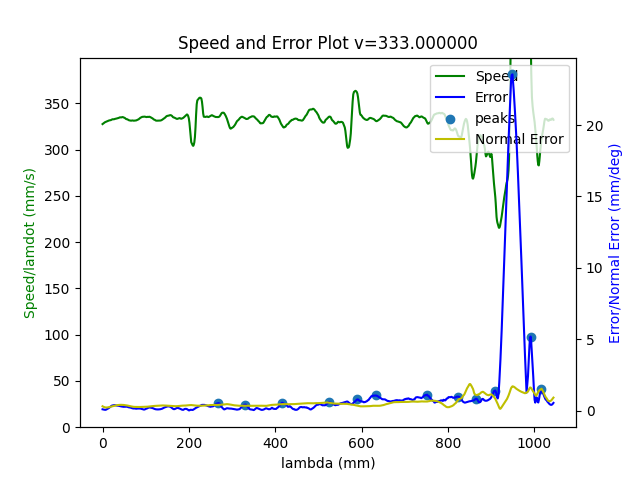 Speed and Error Plot v=333.000000
Speed
Error
peaks
Normal Error
350
300
250
200
150
100
50
0
20
15
10
5
0
Speed/lamdot (mm/s)
Error/Normal Error (mm/deg)
0 200 400 600 800 1000
lambda (mm)